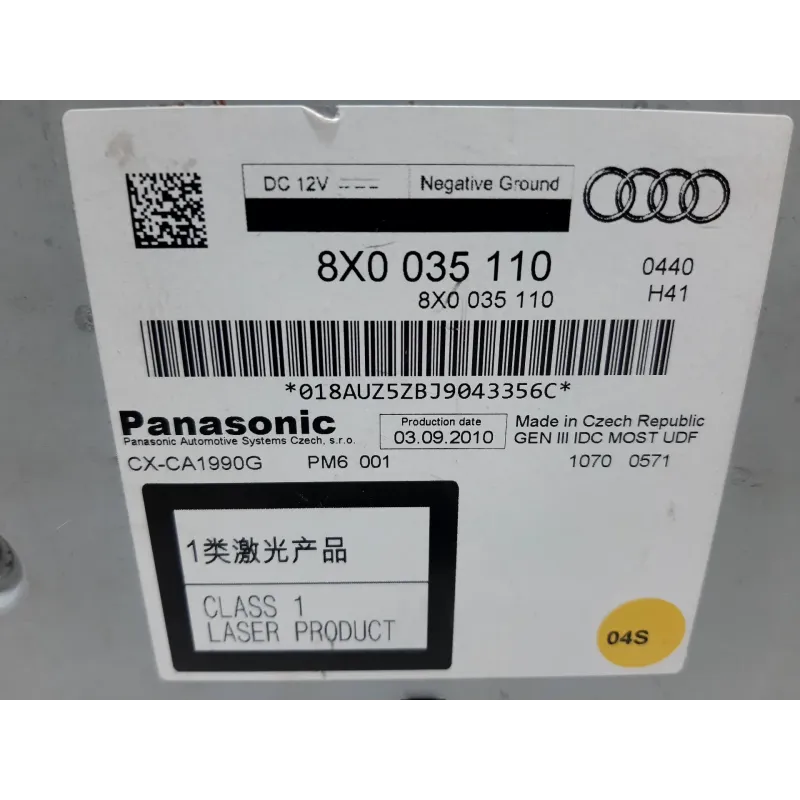 DC 12V Negative Ground
8X0 035 110 0440
8X0 035 110 H41
*018AUZ5ZBJ9043356C*
Panasonic Production date Made in Czech Republic
Panasonic Automotive Systems Czech, s.r.o. 03.09.2010 GEN III IDC MOST UDF
CX-CA1990G PM6 001 1070 0571
1类激光产品
CLASS 1
LASER PRODUCT
04S